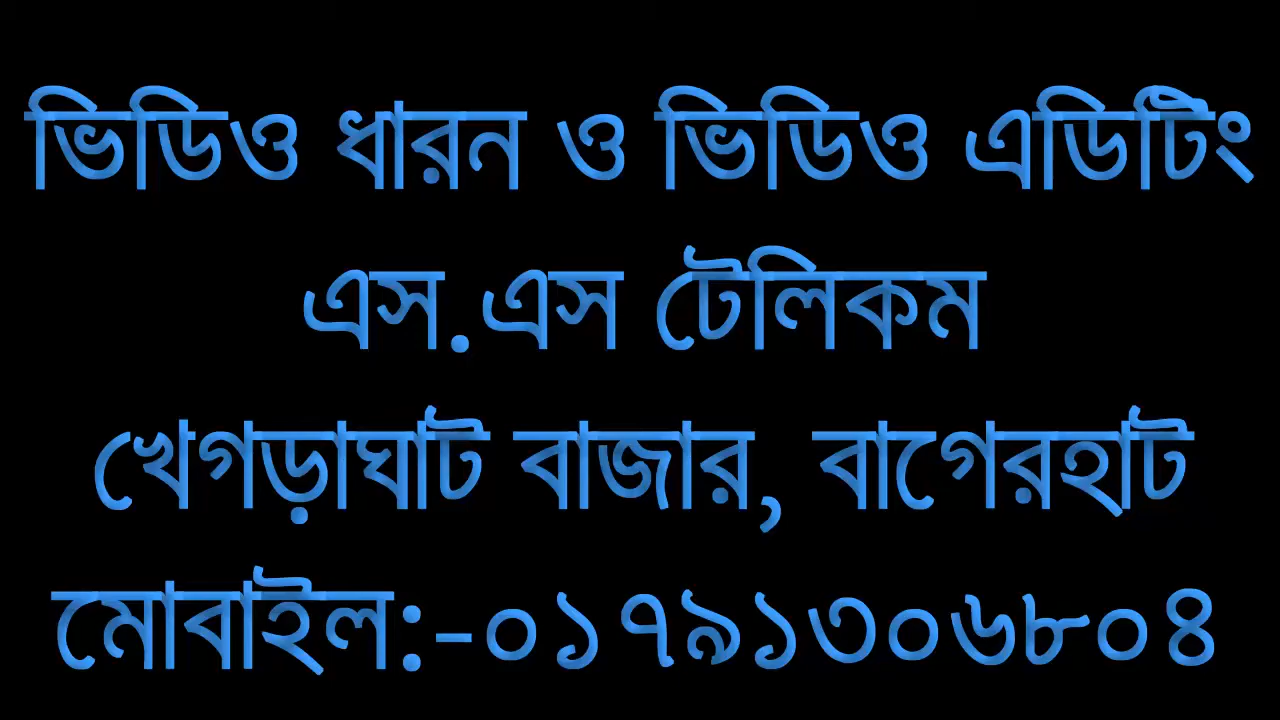 ভিডিও ধারন ও ভিডিও এডিটিং
এস.এস টেলিকম
খেগড়াঘাট বাজার, বাগেরহাট
মোবাইল:-০১৭৯১৩০৬৮০৪